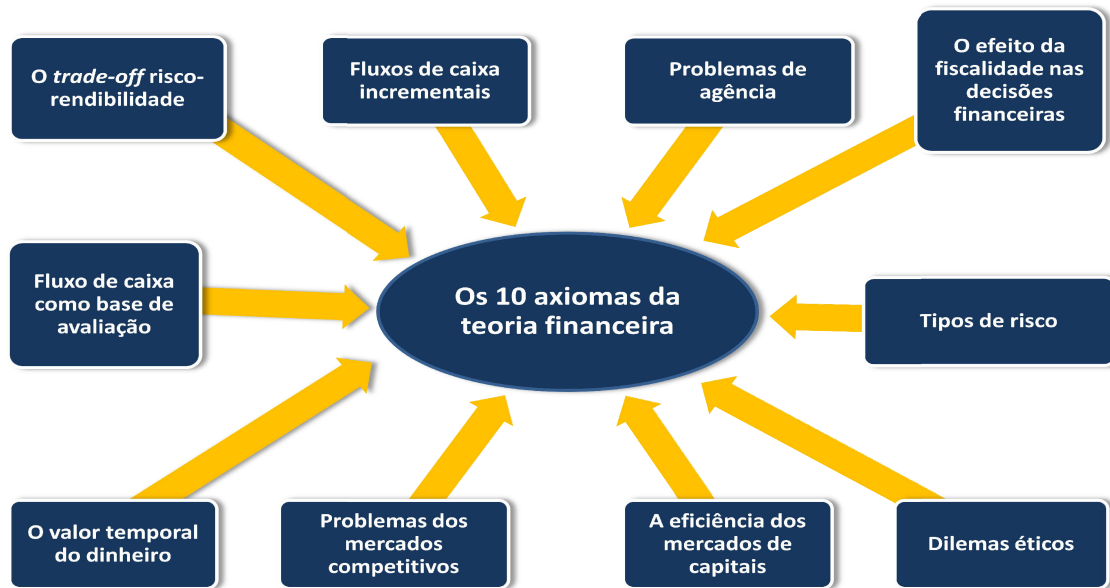 O trade-off risco-
rendibilidade
Fluxos de caixa
incrementais
Problemas de
agência
O efeito da
fiscalidade nas
decisões
financeiras
Fluxo de caixa
como base de
avaliação
Os 10 axiomas da
teoria financeira
Tipos de risco
O valor temporal
do dinheiro
Problemas dos
mercados
competitivos
A eficiência dos
mercados de
capitais
Dilemas éticos